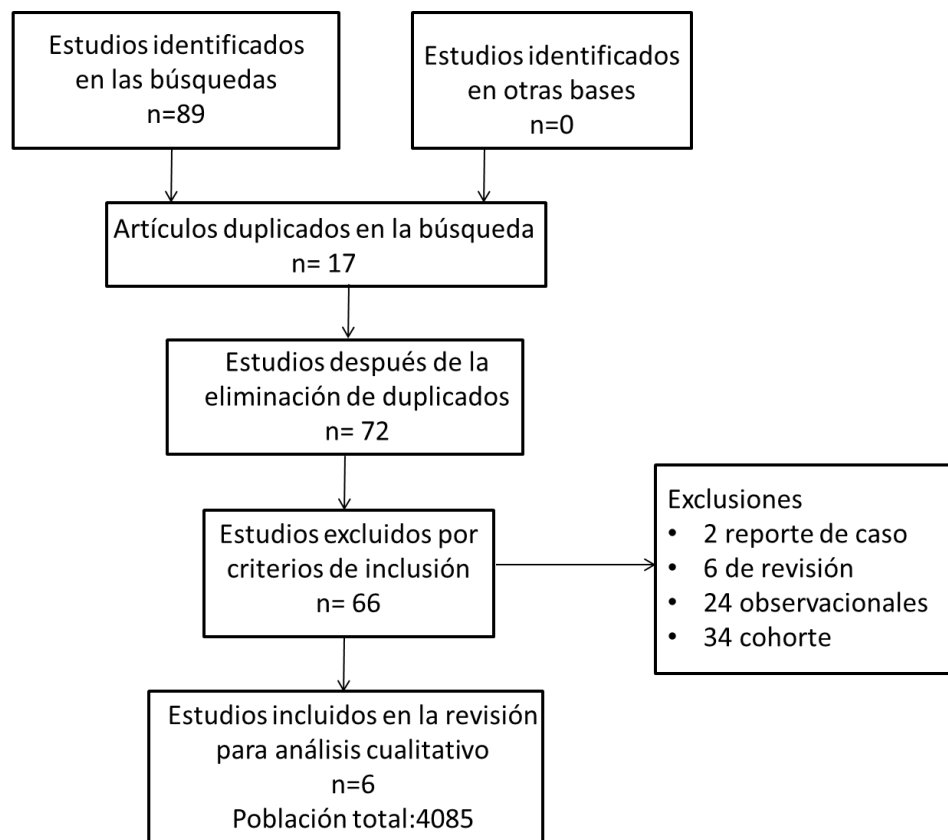 Estudios identificados
en las búsquedas
n=89
Estudios identificados
en otras bases
n=0
Artículos duplicados en la búsqueda
n= 17
Estudios después de la
eliminación de duplicados
n= 72
Estudios excluidos por
criterios de inclusión
n= 66
Exclusiones
• 2 reporte de caso
• 6 de revisión
• 24 observacionales
• 34 cohorte
Estudios incluidos en la revisión
para análisis cualitativo
n=6
Población total:4085